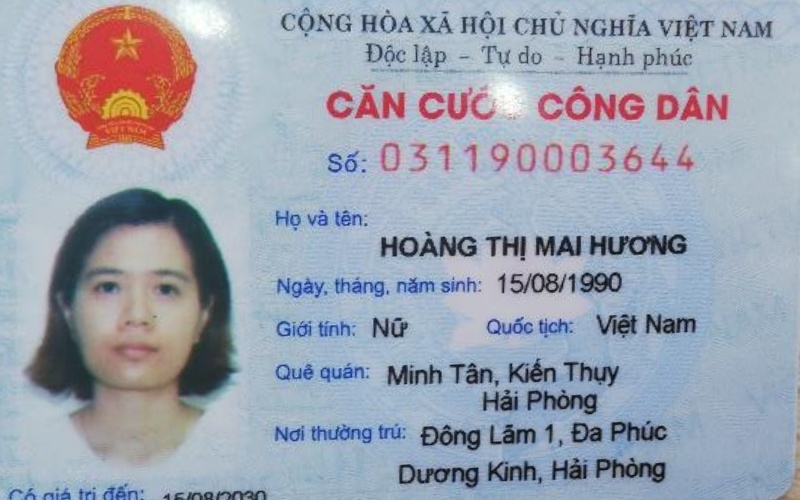 CỘNG HÒA XÃ HỘI CHỦ NGHĨA VIỆT NAM
Độc lập - Tự do - Hạnh phúc
CĂN CƯỚC CÔNG DÂN
Số: 031190003644
Họ và tên:
HOÀNG THỊ MAI HƯƠNG
Ngày, tháng, năm sinh: 15/08/1990
Giới tính: Nữ Quốc tịch: Việt Nam
Quê quán: Minh Tân, Kiến Thụy
Hải Phòng
Nơi thường trú: Đông Lãm 1, Đa Phúc
Dương Kinh, Hải Phòng
Có giá trị đến: 15/08/2030
VIỆT NAM